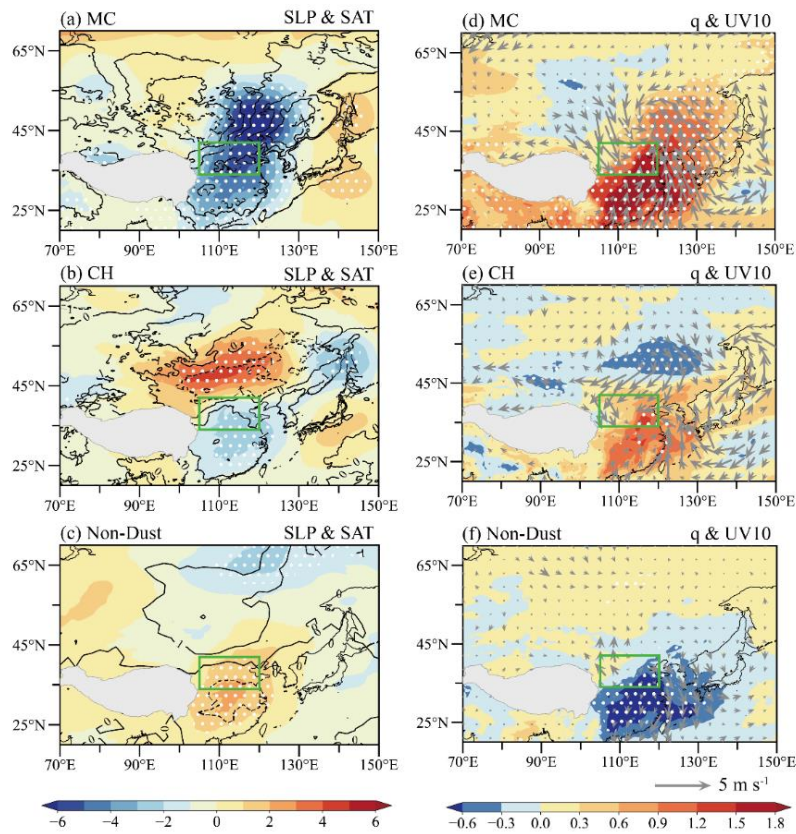 (a) MC SLP & SAT
65°N
45°N
25°N
70°E 90°E 110°E 130°E 150°E
(d) MC q & UV10
65°N
45°N
25°N
70°E 90°E 110°E 130°E 150°E
(b) CH SLP & SAT
65°N
45°N
25°N
70°E 90°E 110°E 130°E 150°E
(e) CH q & UV10
65°N
45°N
25°N
70°E 90°E 110°E 130°E 150°E
(c) Non-Dust SLP & SAT
65°N
45°N
25°N
70°E 90°E 110°E 130°E 150°E
(f) Non-Dust q & UV10
65°N
45°N
25°N
70°E 90°E 110°E 130°E 150°E
5 m s⁻¹
−6 −4 −2 0 2 4 6
−0.6 −0.3 0.0 0.3 0.6 0.9 1.2 1.5 1.8